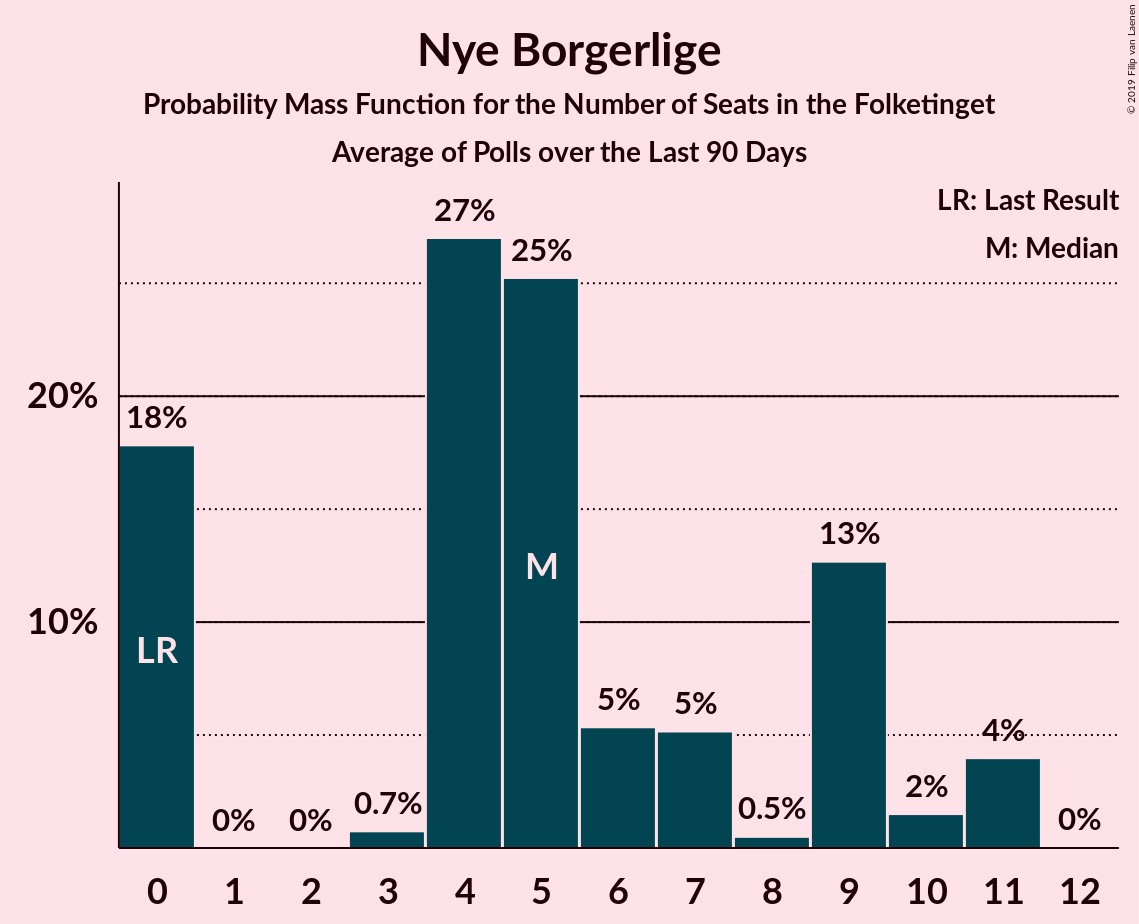 Nye Borgerlige
Probability Mass Function for the Number of Seats in the Folketinget
Average of Polls over the Last 90 Days
© 2019 Filip van Laenen
LR: Last Result
M: Median
27%
25%
20%
18%
13%
M
10%
LR
5%
5%
4%
2%
0.7%
0.5%
0%
0%
0%
0 1 2 3 4 5 6 7 8 9 10 11 12